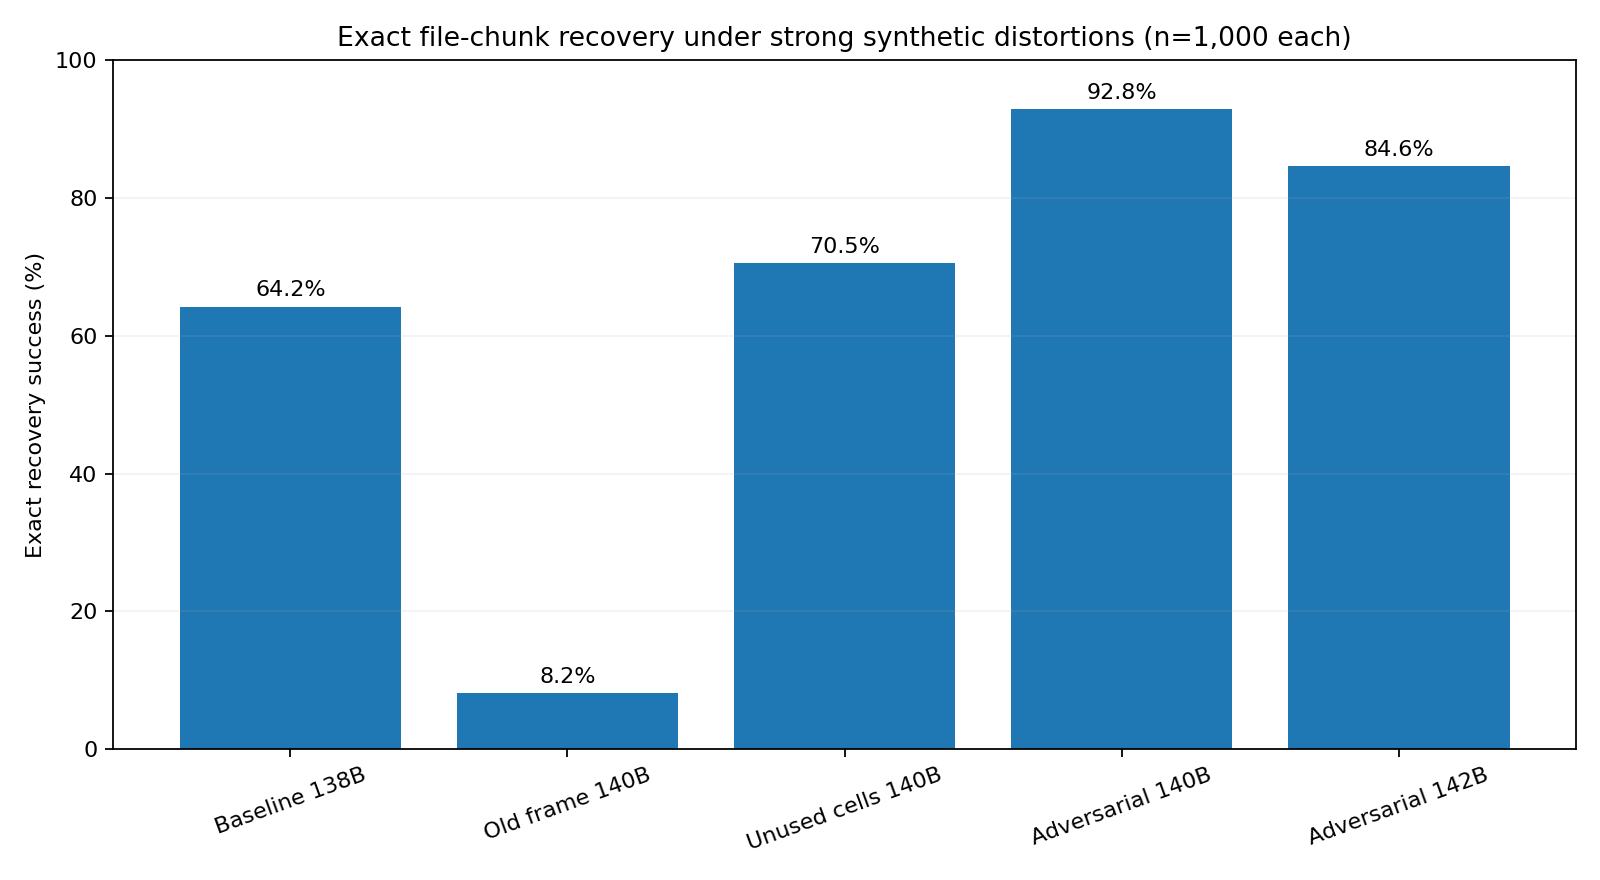 Exact file-chunk recovery under strong synthetic distortions (n=1,000 each)
Exact recovery success (%)
100
80
60
40
20
0
64.2%
8.2%
70.5%
92.8%
84.6%
Baseline 138B
Old frame 140B
Unused cells 140B
Adversarial 140B
Adversarial 142B